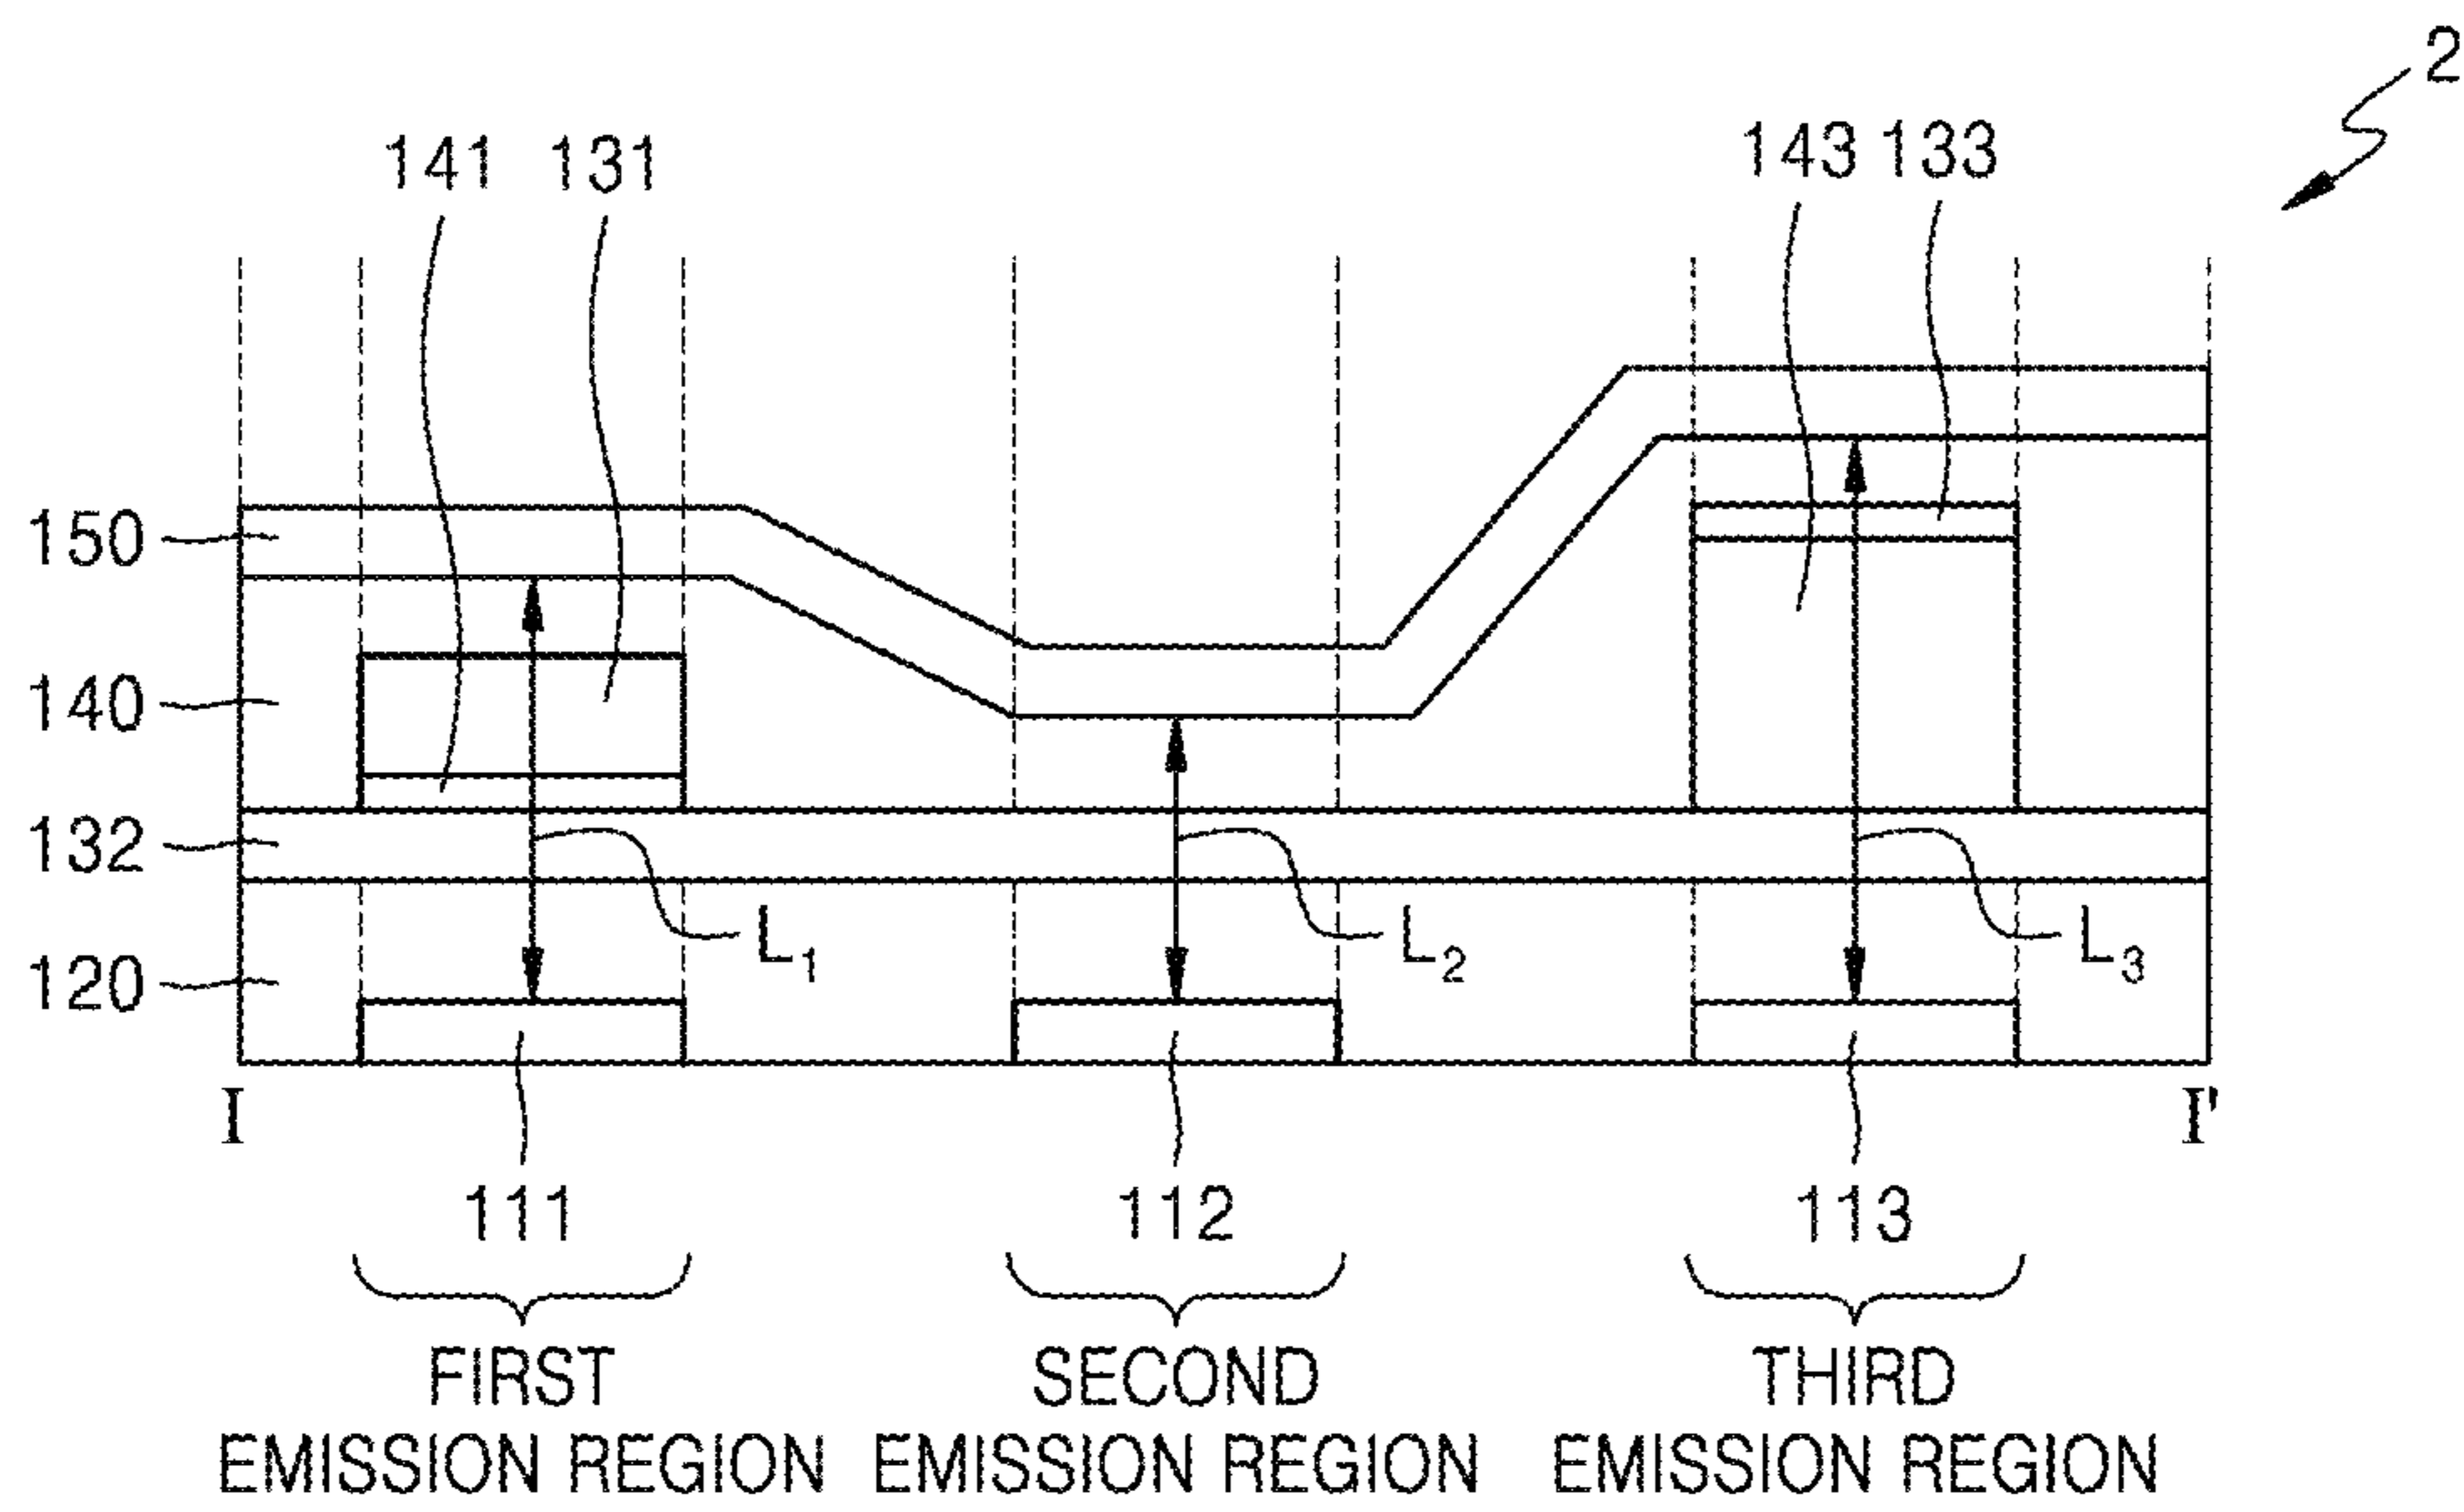 2
141 131
143 133
150
140
132
120
L1
L2
L3
I
I'
111
112
113
FIRST
EMISSION REGION
SECOND
EMISSION REGION
THIRD
EMISSION REGION